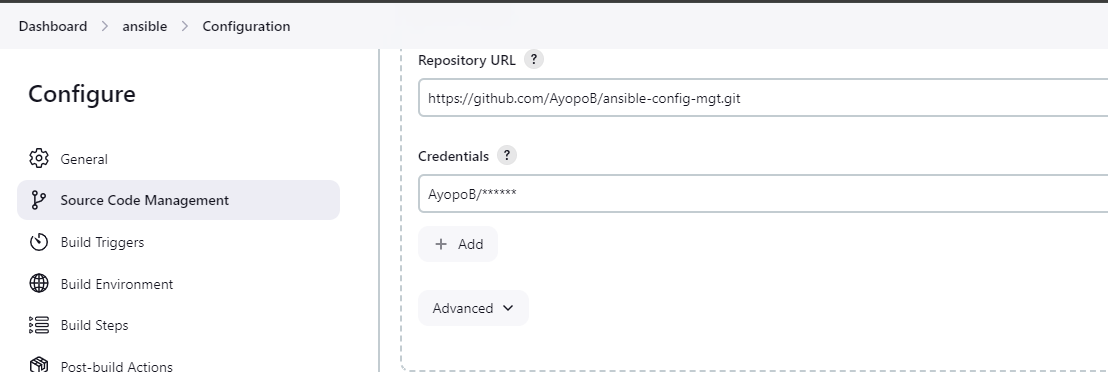 Dashboard > ansible > Configuration
Configure
General
Source Code Management
Build Triggers
Build Environment
Build Steps
Post-build Actions
Repository URL ?
https://github.com/AyopoB/ansible-config-mgt.git
Credentials ?
AyopoB/******
+ Add
Advanced